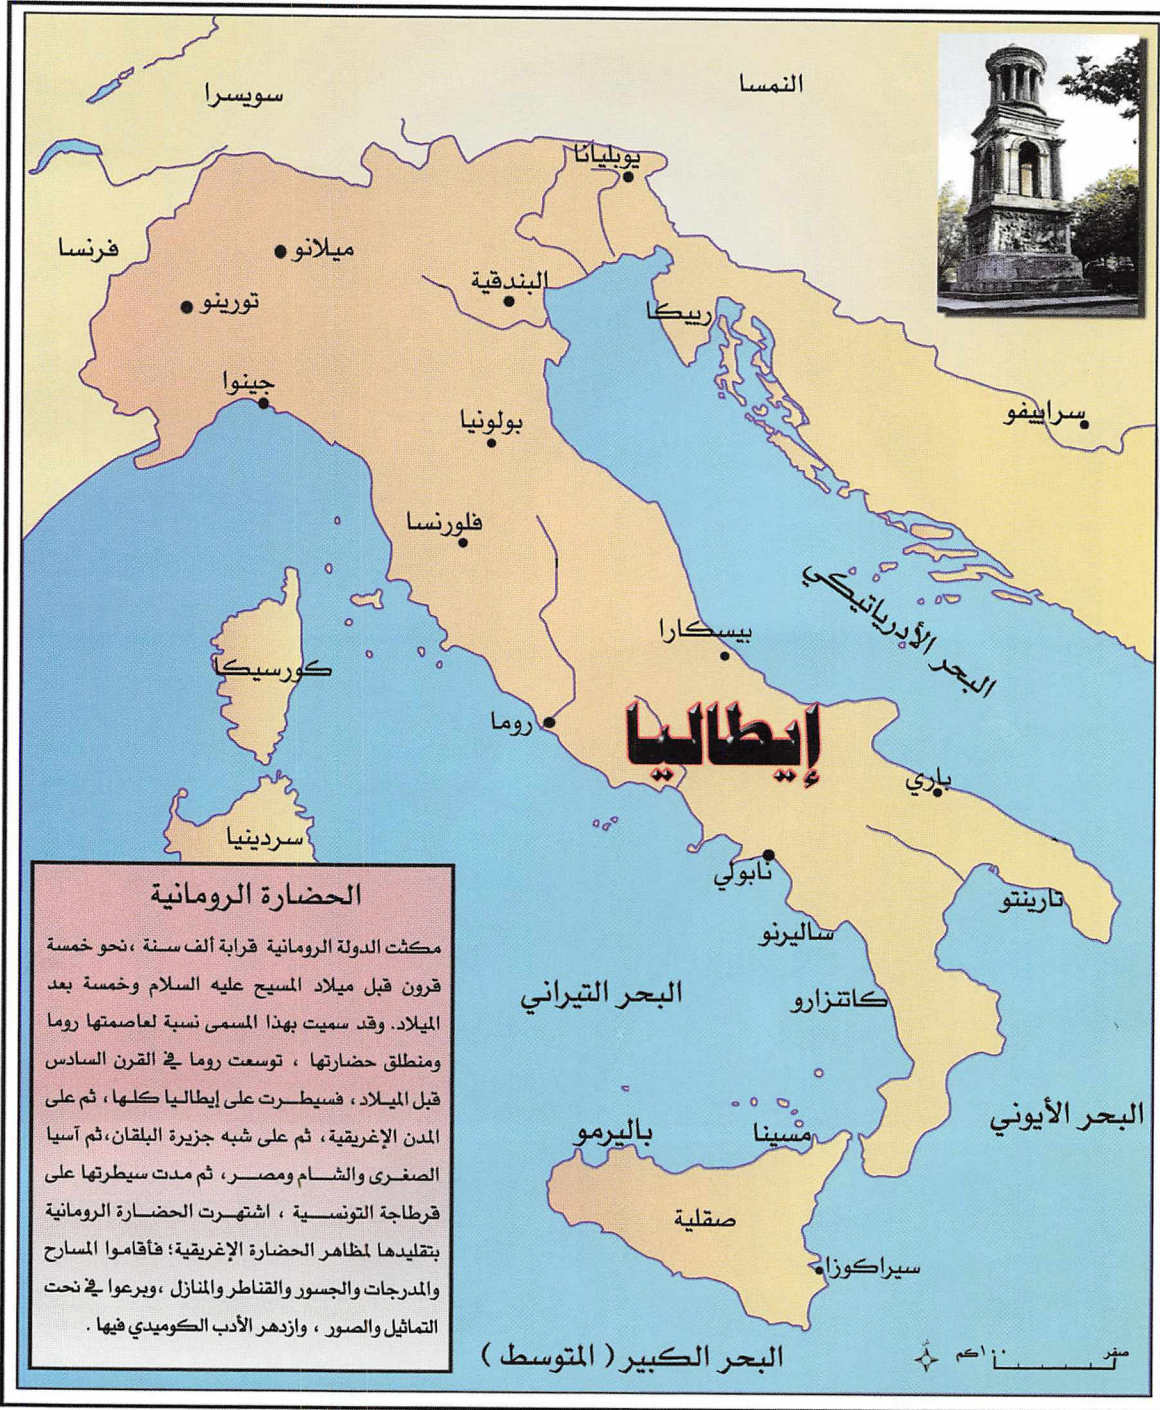 النمسا
سويسرا
يوبليانا
فرنسا
ميلانو
البندقية
تورينو
رييكا
جينوا
سراييفو
بولونيا
فلورنسا
البحر الأدرياتيكي
بيسكارا
كورسيكا
روما
إيطاليا
باري
سردينيا
نابولي
تارينتو
ساليرنو
البحر التيراني
كاتنزارو
البحر الأيوني
باليرمو
مسينا
صقلية
سيراكوزا
البحر الكبير ( المتوسط )
صفر ١٠٠كم
الحضارة الرومانية
مكثت الدولة الرومانية قرابة ألف سنة ،نحو خمسة
قرون قبل ميلاد المسيح عليه السلام وخمسة بعد
الميلاد. وقد سميت بهذا المسمى نسبة لعاصمتها روما
ومنطلق حضارتها ، توسعت روما في القرن السادس
قبل الميلاد ، فسيطرت على إيطاليا كلها ، ثم على
المدن الإغريقية، ثم على شبه جزيرة البلقان،ثم آسيا
الصغرى والشام ومصر ، ثم مدت سيطرتها على
قرطاجة التونسية ، اشتهرت الحضارة الرومانية
بتقليدها لمظاهر الحضارة الإغريقية؛ فأقاموا المسارح
والمدرجات والجسور والقناطر والمنازل ،وبرعوا في نحت
التماثيل والصور ، وازدهر الأدب الكوميدي فيها .